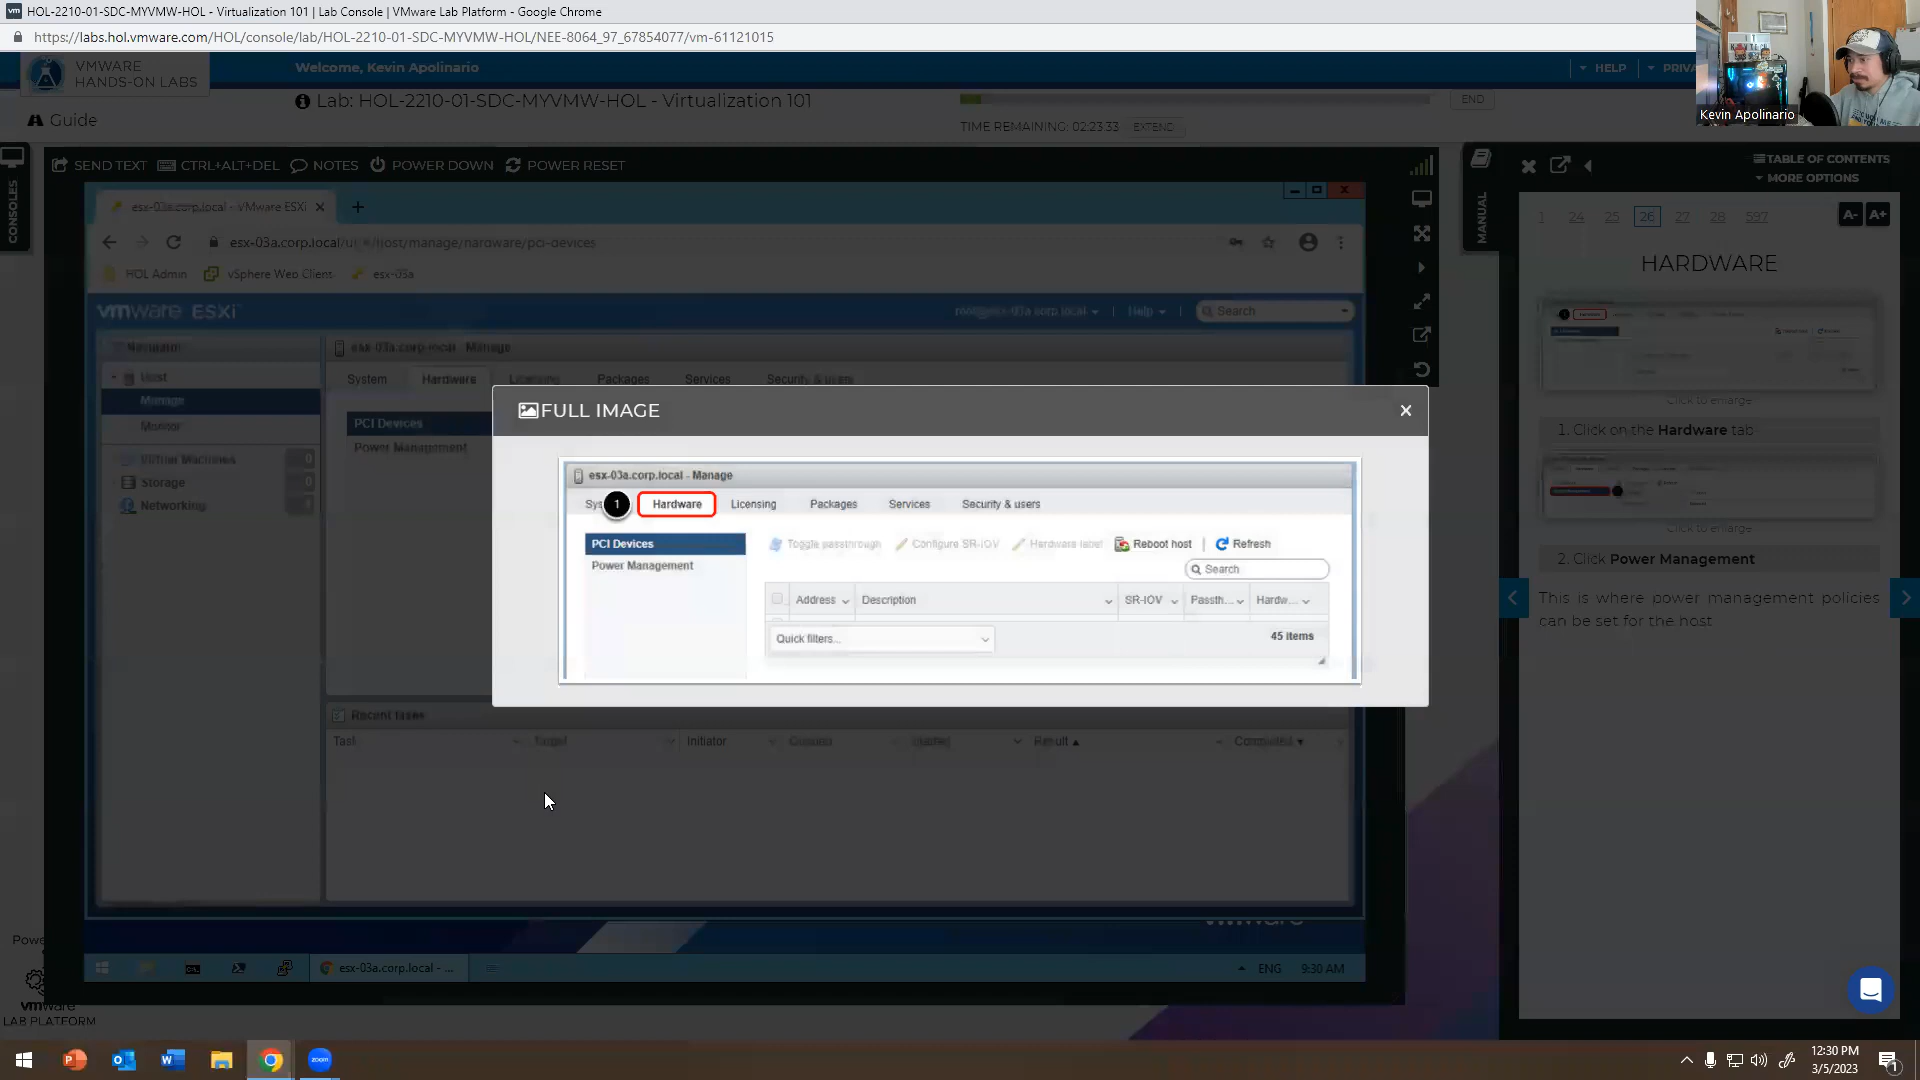 HOL-2210-01-SDC-MYVMW-HOL - Virtualization 101 | Lab Console | VMware Lab Platform - Google Chrome
https://labs.hol.vmware.com/HOL/console/lab/HOL-2210-01-SDC-MYVMW-HOL/NEE-8064_97_67854077/vm-61121015
VMWARE
HANDS-ON LABS
Welcome, Kevin Apolinario
HELP
Kevin Apolinario
Lab: HOL-2210-01-SDC-MYVMW-HOL - Virtualization 101
END
Guide
TIME REMAINING: 02:23:33
EXTEND
CONSOLES
SEND TEXT
CTRL+ALT+DEL
NOTES
POWER DOWN
POWER RESET
MANUAL
TABLE OF CONTENTS
MORE OPTIONS
esx-03a.corp.local - VMware ESXi
1 24 25 26 27 28 597
A- A+
esx-03a.corp.local/ui/#/host/manage/hardware/pci-devices
HOL Admin
vSphere Web Client
esx-03a
HARDWARE
vmware ESXi
root@esx-03a.corp.local
Help
Search
Navigator
esx-03a.corp.local - Manage
Host
Manage
Monitor
Virtual Machines 0
Storage
Networking
System
Hardware
Licensing
Packages
Services
Security & users
PCI Devices
Power Management
Click to enlarge
1. Click on the Hardware tab
Click to enlarge
2. Click Power Management
This is where power management policies
can be set for the host
FULL IMAGE
esx-03a.corp.local - Manage
1
Hardware
Licensing
Packages
Services
Security & users
PCI Devices
Power Management
Toggle passthrough
Configure SR-IOV
Hardware label
Reboot host
Refresh
Search
Address
Description
SR-IOV
Passth...
Hardw...
Quick filters...
45 items
Recent tasks
Task
Target
Initiator
Queued
Started
Result
Completed
vmware
LAB PLATFORM
esx-03a.corp.local - ...
ENG
9:30 AM
zoom
12:30 PM
3/5/2023
1